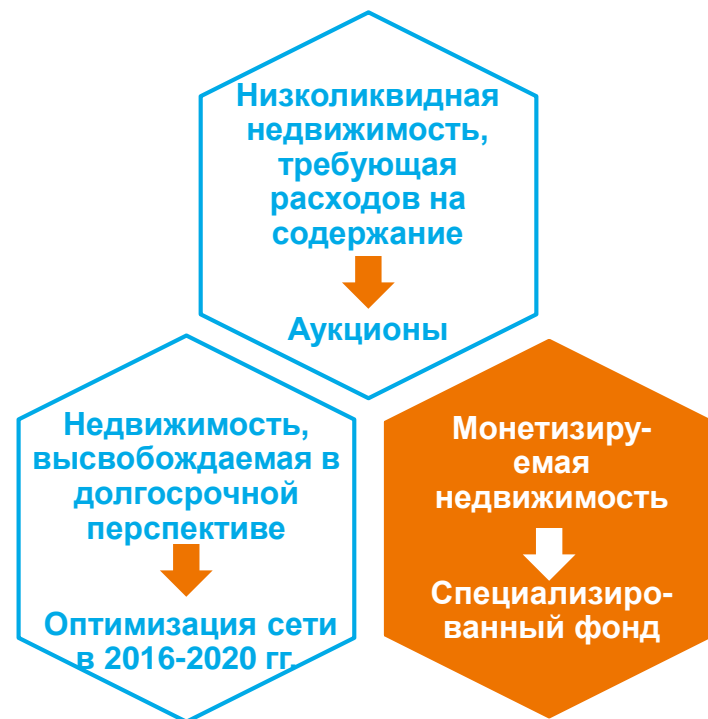 Низколиквидная
недвижимость,
требующая
расходов на
содержание
Аукционы
Недвижимость,
высвобождаемая в
долгосрочной
перспективе
Оптимизация сети
в 2016-2020 гг.
Монетизиру-
емая
недвижимость
Специализиро-
ванный фонд